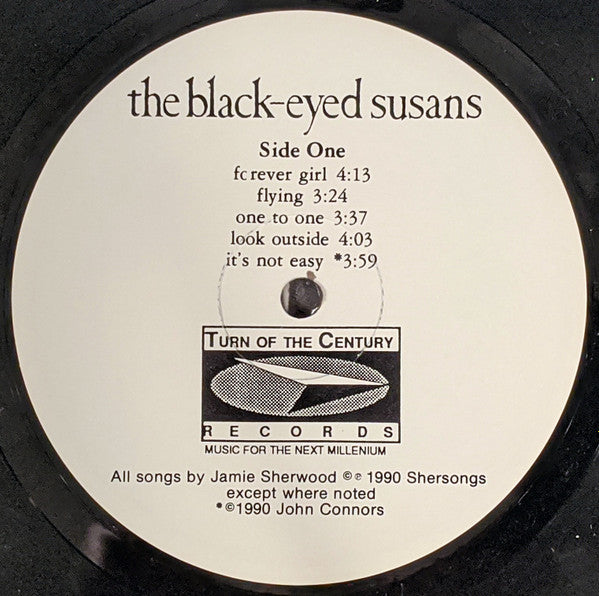 the black-eyed susans
Side One
forever girl 4:13
flying 3:24
one to one 3:37
look outside 4:03
it's not easy *3:59
TURN OF THE CENTURY
RECORDS
MUSIC FOR THE NEXT MILLENIUM
All songs by Jamie Sherwood ©℗ 1990 Shersongs
except where noted
*©1990 John Connors